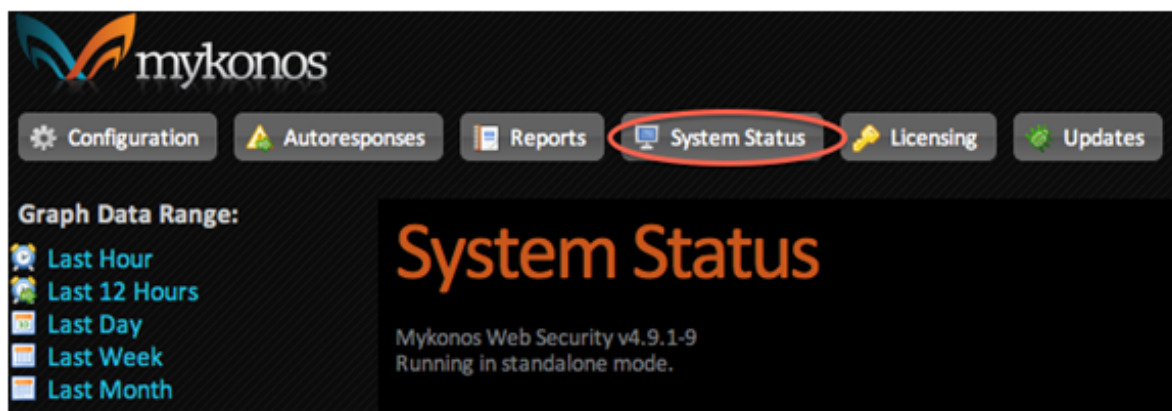 mykonos
Configuration Autoresponses Reports System Status Licensing Updates
Graph Data Range:
Last Hour
Last 12 Hours
Last Day
Last Week
Last Month
System Status
Mykonos Web Security v4.9.1-9
Running in standalone mode.